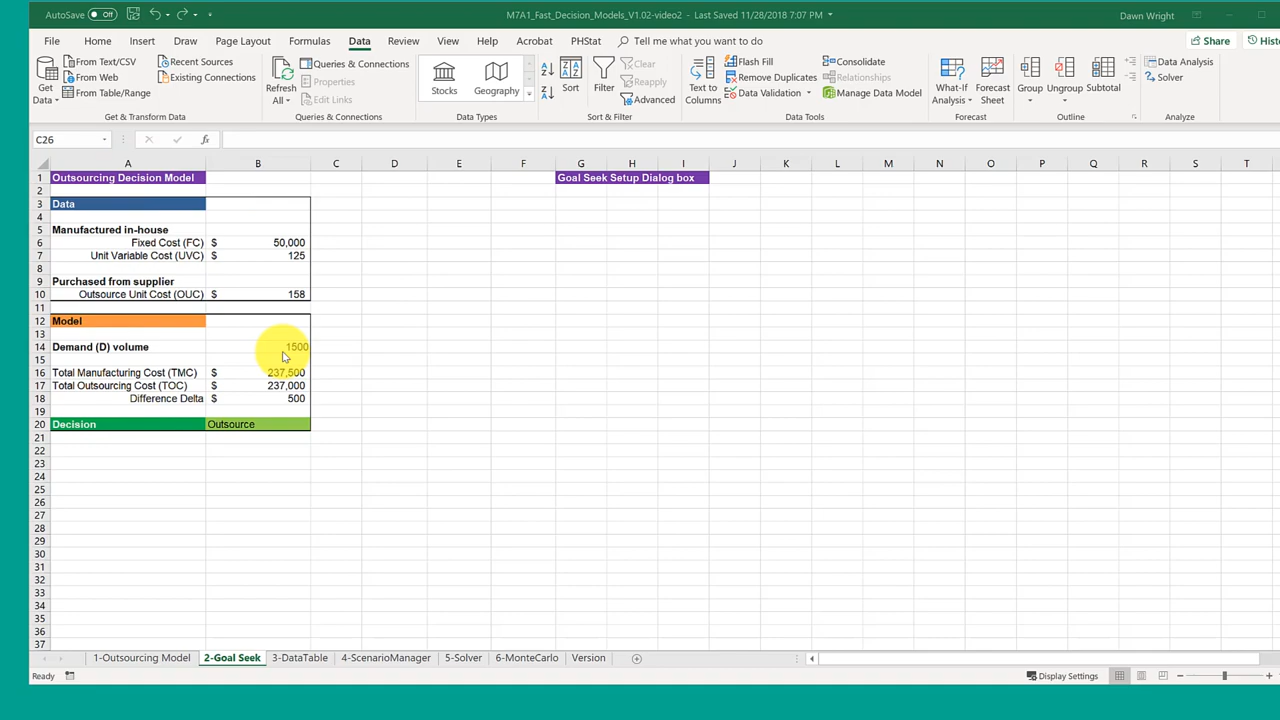 AutoSave Off M7A1_Fast_Decision_Models_V1.02-video2 - Last Saved 11/28/2018 7:07 PM Dawn Wright
File Home Insert Draw Page Layout Formulas Data Review View Help Acrobat PHStat Tell me what you want to do Share Histo
Get Data
From Text/CSV
From Web
From Table/Range
Recent Sources
Existing Connections
Get & Transform Data
Refresh All
Queries & Connections
Properties
Edit Links
Queries & Connections
Stocks
Geography
Data Types
Sort
Filter
Clear
Reapply
Advanced
Sort & Filter
Text to Columns
Flash Fill
Remove Duplicates
Data Validation
Consolidate
Relationships
Manage Data Model
Data Tools
What-If Analysis
Forecast Sheet
Forecast
Group
Ungroup
Subtotal
Outline
Data Analysis
Solver
Analyze
C26 fx
A B C D E F G H I J K L M N O P Q R S T
1 Outsourcing Decision Model Goal Seek Setup Dialog box
2
3 Data
4
5 Manufactured in-house
6 Fixed Cost (FC) $ 50,000
7 Unit Variable Cost (UVC) $ 125
8
9 Purchased from supplier
10 Outsource Unit Cost (OUC) $ 158
11
12 Model
13
14 Demand (D) volume 1500
15
16 Total Manufacturing Cost (TMC) $ 237,500
17 Total Outsourcing Cost (TOC) $ 237,000
18 Difference Delta $ 500
19
20 Decision Outsource
21
22
23
24
25
26
27
28
29
30
31
32
33
34
35
36
37
1-Outsourcing Model 2-Goal Seek 3-DataTable 4-ScenarioManager 5-Solver 6-MonteCarlo Version
Ready Display Settings